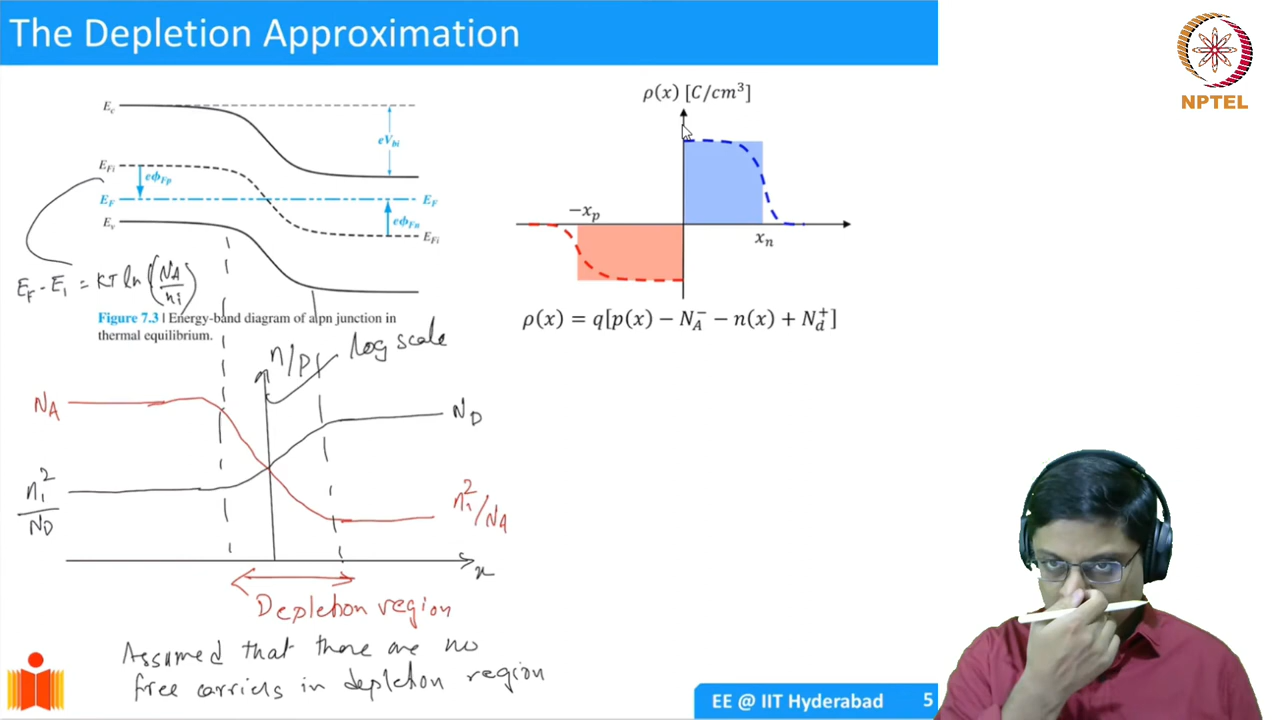 The Depletion Approximation
NPTEL
E_c
eV_bi
E_Fi
eϕ_Fp
E_F
E_F
E_v
eϕ_Fn
E_Fi
E_F - E_i = KT ln (N_A/n_i)
Figure 7.3 | Energy-band diagram of a pn junction in
thermal equilibrium.
ρ(x) [C/cm³]
−x_p
x_n
ρ(x) = q[p(x) − N_A^− − n(x) + N_d^+]
n/p
log scale
N_A
N_D
n_i^2/N_D
n_i^2/N_A
x
Depletion region
Assumed that there are no
free carriers in depletion region
EE @ IIT Hyderabad 5